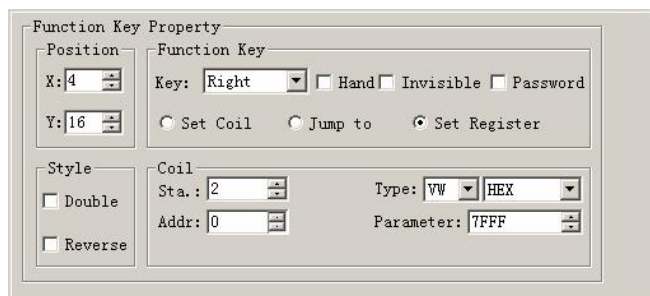 Function Key Property
Position
X: 4
Y: 16
Function Key
Key: Right Hand Invisible Password
Set Coil Jump to Set Register
Style
Double
Reverse
Coil
Sta.: 2 Type: VW HEX
Addr: 0 Parameter: 7FFF